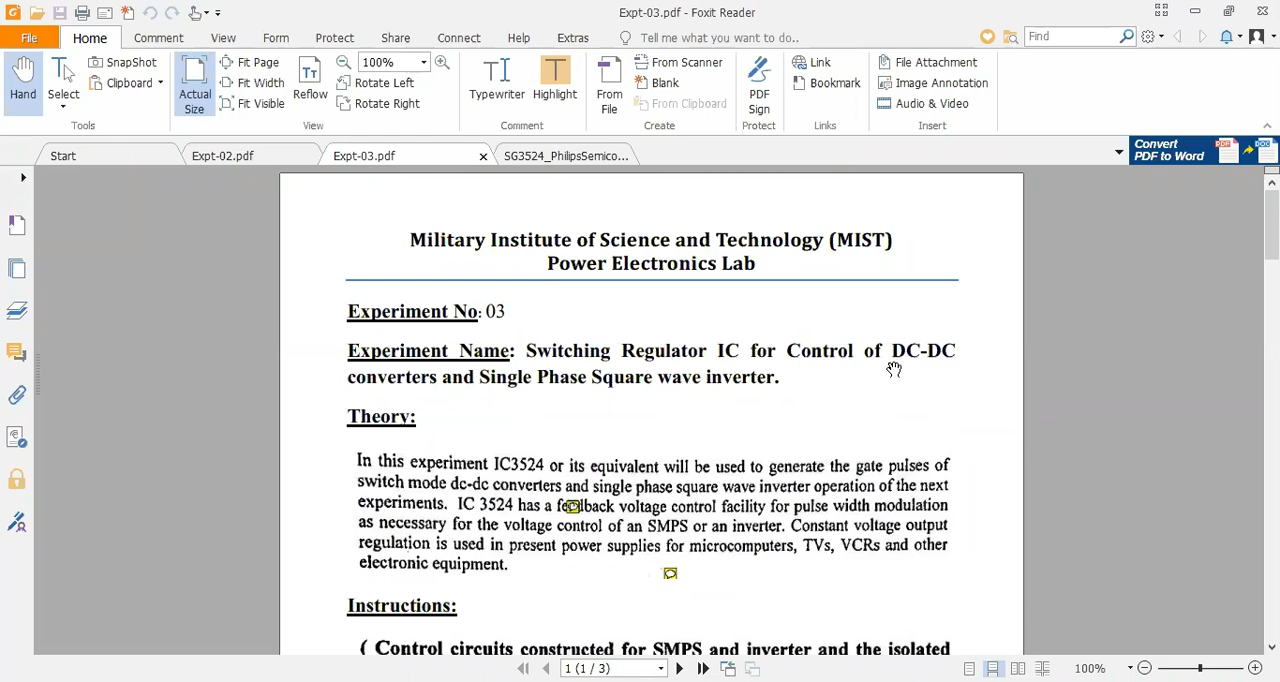 Expt-03.pdf - Foxit Reader
File Home Comment View Form Protect Share Connect Help Extras Tell me what you want to do.. Find
Hand
Select
SnapShot
Clipboard
Tools
Actual
Size
Fit Page
Fit Width
Fit Visible
Reflow
100%
Rotate Left
Rotate Right
View
Typewriter
Highlight
Comment
From
File
From Scanner
Blank
From Clipboard
Create
PDF
Sign
Protect
Link
Bookmark
Links
File Attachment
Image Annotation
Audio & Video
Insert
Start Expt-02.pdf Expt-03.pdf SG3524_PhilipsSemico...
Convert
PDF to Word
Military Institute of Science and Technology (MIST)
Power Electronics Lab
Experiment No: 03
Experiment Name: Switching Regulator IC for Control of DC-DC
converters and Single Phase Square wave inverter.
Theory:
In this experiment IC3524 or its equivalent will be used to generate the gate pulses of
switch mode dc-dc converters and single phase square wave inverter operation of the next
experiments. IC 3524 has a feedback voltage control facility for pulse width modulation
as necessary for the voltage control of an SMPS or an inverter. Constant voltage output
regulation is used in present power supplies for microcomputers, TVs, VCRs and other
electronic equipment.
Instructions:
( Control circuits constructed for SMPS and inverter and the isolated
1 (1 / 3) 100%